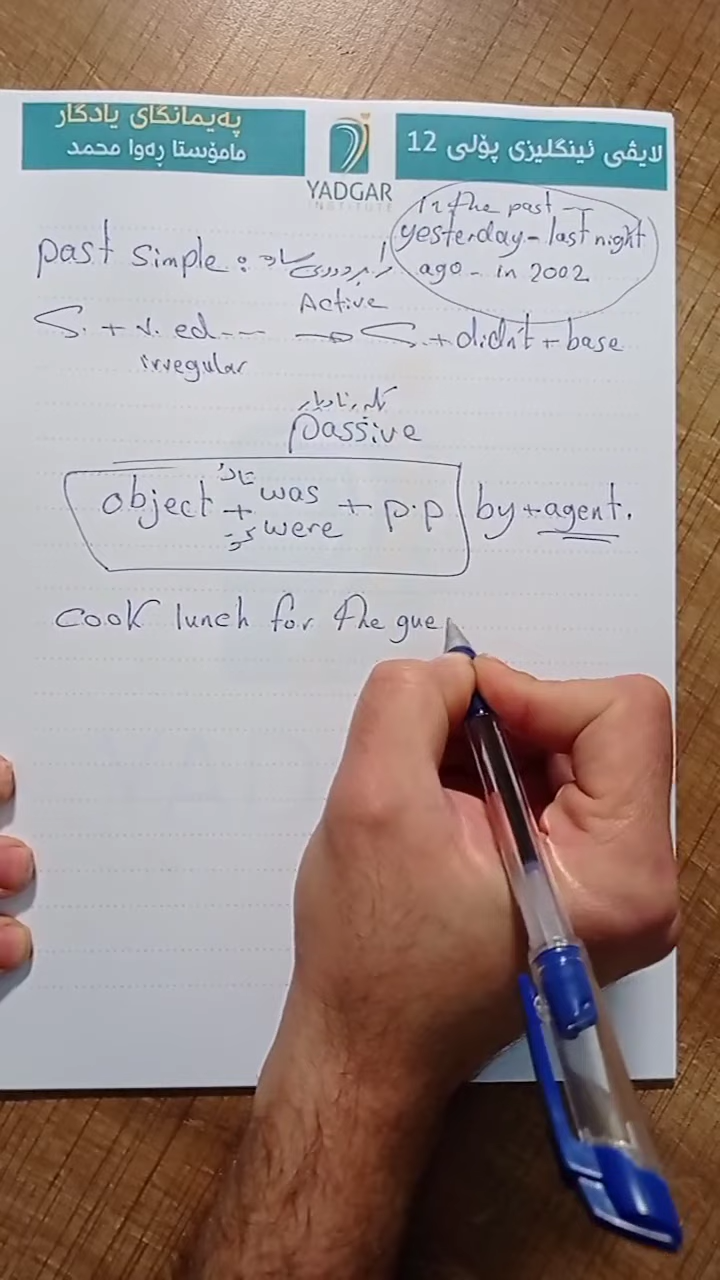 پەیمانگای یادگار
مامۆستا ڕەوا محمد
YADGAR
INSTITUTE
لایڤی ئینگلیزی پۆلی 12
In the past --
yesterday - last night
ago - in 2002
past simple
Active
S. + v. ed --- → S. + didn't + base
irregular
passive
object + was + p.p by + agent.
were
cook lunch for the gue